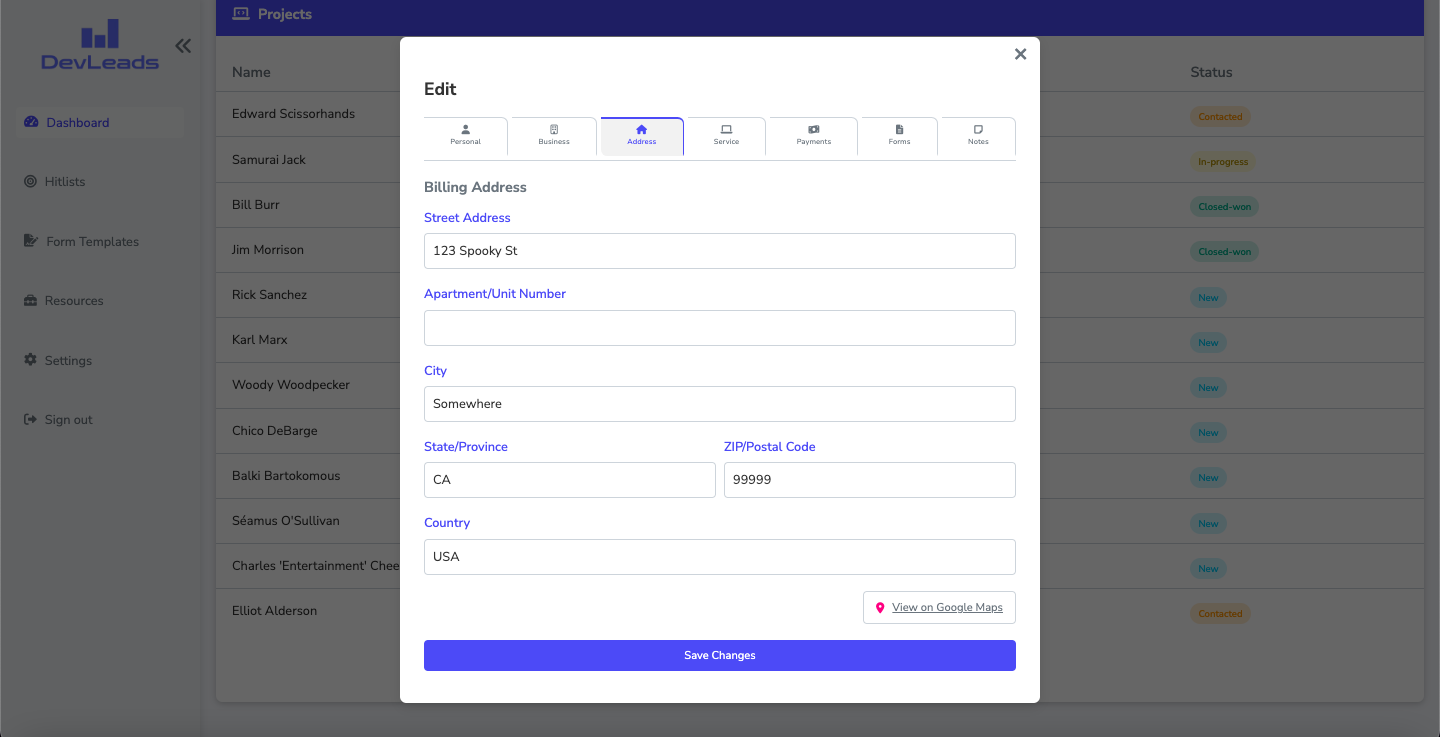 Projects
DevLeads
Name
Status
Dashboard
Hitlists
Form Templates
Resources
Settings
Sign out
Edward Scissorhands
Contacted
Samurai Jack
In-progress
Bill Burr
Closed-won
Jim Morrison
Closed-won
Rick Sanchez
New
Karl Marx
New
Woody Woodpecker
New
Chico DeBarge
New
Balki Bartokomous
New
Séamus O'Sullivan
New
Charles 'Entertainment' Chee
New
Elliot Alderson
Contacted
Edit
Personal
Business
Address
Service
Payments
Forms
Notes
Billing Address
Street Address
123 Spooky St
Apartment/Unit Number
City
Somewhere
State/Province
ZIP/Postal Code
CA
99999
Country
USA
View on Google Maps
Save Changes